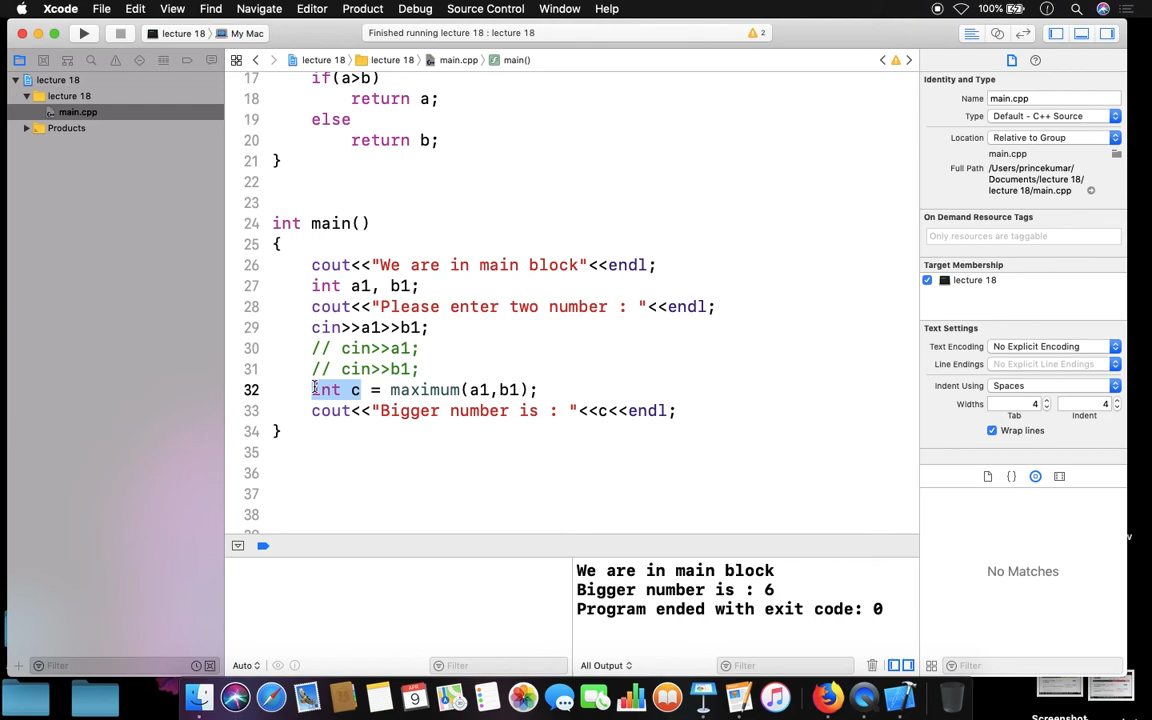 Xcode File Edit View Find Navigate Editor Product Debug Source Control Window Help 100%
lecture 18 My Mac
Finished running lecture 18 : lecture 18
2
lecture 18 lecture 18 main.cpp main()
lecture 18
lecture 18
main.cpp
Products
17 if(a>b)
18 return a;
19 else
20 return b;
21 }
22
23
24 int main()
25 {
26 cout<<"We are in main block"<<endl;
27 int a1, b1;
28 cout<<"Please enter two number : "<<endl;
29 cin>>a1>>b1;
30 // cin>>a1;
31 // cin>>b1;
32 int c = maximum(a1,b1);
33 cout<<"Bigger number is : "<<c<<endl;
34 }
35
36
37
38
Identity and Type
Name main.cpp
Type Default - C++ Source
Location Relative to Group
main.cpp
Full Path /Users/princekumar/
Documents/lecture 18/
lecture 18/main.cpp
On Demand Resource Tags
Only resources are taggable
Target Membership
lecture 18
Text Settings
Text Encoding No Explicit Encoding
Line Endings No Explicit Line Endings
Indent Using Spaces
Widths 4 4
Tab Indent
Wrap lines
No Matches
We are in main block
Bigger number is : 6
Program ended with exit code: 0
Filter Auto Filter All Output Filter Filter
APR
9
Screenshot